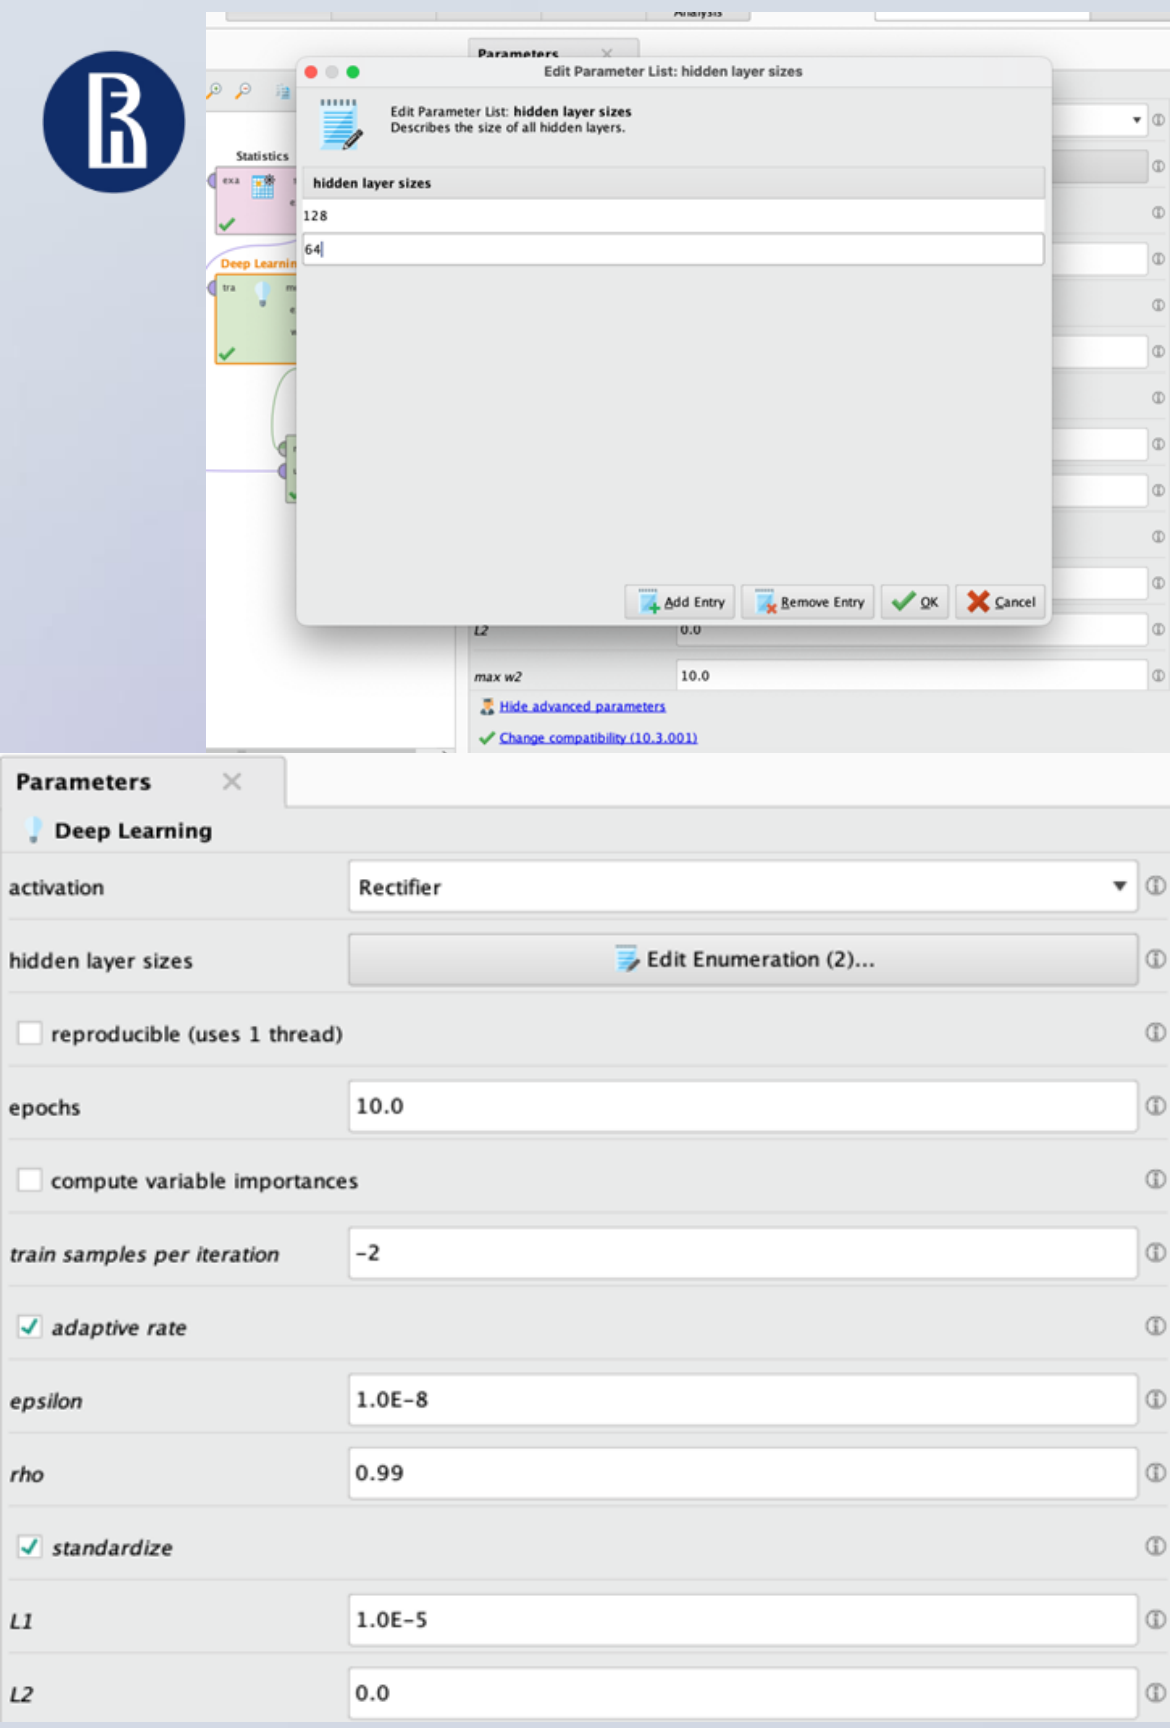 Analysis
Parameters
Edit Parameter List: hidden layer sizes
Edit Parameter List: hidden layer sizes
Describes the size of all hidden layers.
Statistics
exa
hidden layer sizes
128
64
Deep Learnin
tra
Add Entry
Remove Entry
OK
Cancel
L2
0.0
max w2
10.0
Hide advanced parameters
Change compatibility (10.3.001)
Parameters
Deep Learning
activation
Rectifier
hidden layer sizes
Edit Enumeration (2)...
reproducible (uses 1 thread)
epochs
10.0
compute variable importances
train samples per iteration
-2
adaptive rate
epsilon
1.0E-8
rho
0.99
standardize
L1
1.0E-5
L2
0.0